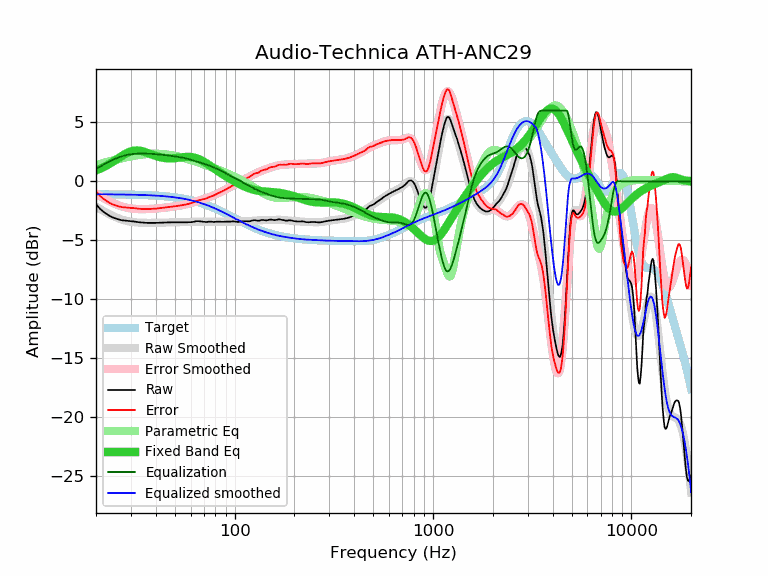 Audio-Technica ATH-ANC29
Amplitude (dBr)
5
0
−5
−10
−15
−20
−25
Target
Raw Smoothed
Error Smoothed
Raw
Error
Parametric Eq
Fixed Band Eq
Equalization
Equalized smoothed
100
1000
10000
Frequency (Hz)